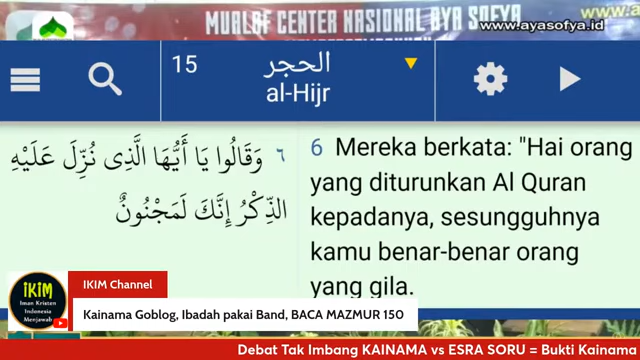 MUALAF CENTER NASIONAL AYA SOFYA
www.ayasofya.id
15
الحجر
al-Hijr
٦ وَقَالُوا يَا أَيُّهَا الَّذِى نُزِّلَ عَلَيْهِ
الذِّكْرُ إِنَّكَ لَمَجْنُونٌ
6 Mereka berkata: "Hai orang
yang diturunkan Al Quran
kepadanya, sesungguhnya
kamu benar-benar orang
yang gila.
IKIM
Iman Kristen
Indonesia
Menjawab
IKIM Channel
Kainama Goblog, Ibadah pakai Band, BACA MAZMUR 150
Debat Tak Imbang KAINAMA vs ESRA SORU = Bukti Kainama